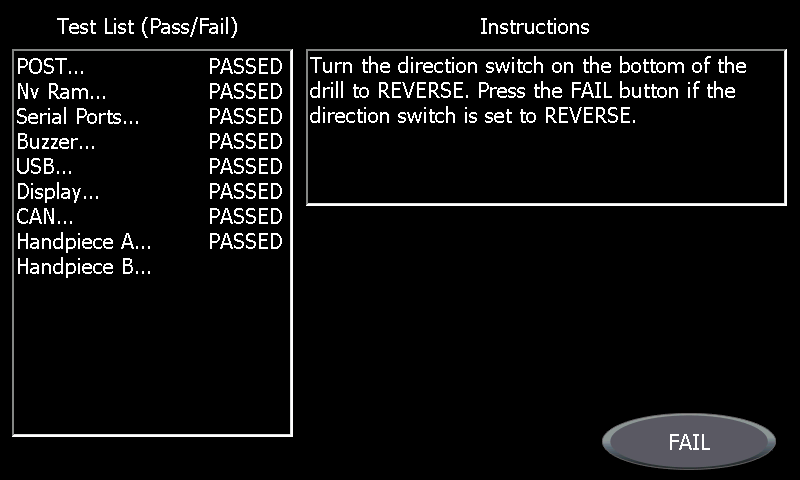 Test List (Pass/Fail)
POST... PASSED
Nv Ram... PASSED
Serial Ports... PASSED
Buzzer... PASSED
USB... PASSED
Display... PASSED
CAN... PASSED
Handpiece A... PASSED
Handpiece B...
Instructions
Turn the direction switch on the bottom of the
drill to REVERSE. Press the FAIL button if the
direction switch is set to REVERSE.
FAIL